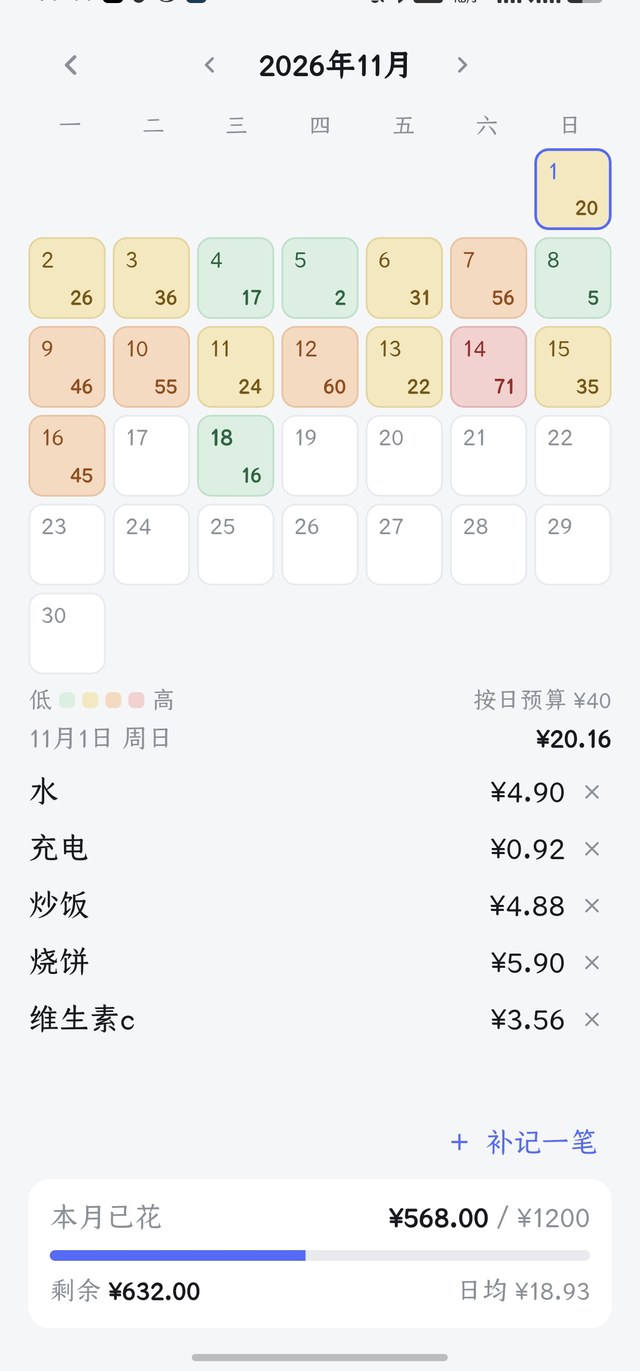 2026年11月
一 二 三 四 五 六 日
1
20
2 3 4 5 6 7 8
26 36 17 2 31 56 5
9 10 11 12 13 14 15
46 55 24 60 22 71 35
16 17 18 19 20 21 22
45 16
23 24 25 26 27 28 29
30
低 高 按日预算 ¥40
11月1日 周日 ¥20.16
水 ¥4.90 ×
充电 ¥0.92 ×
炒饭 ¥4.88 ×
烧饼 ¥5.90 ×
维生素c ¥3.56 ×
+ 补记一笔
本月已花 ¥568.00 / ¥1200
剩余 ¥632.00 日均 ¥18.93